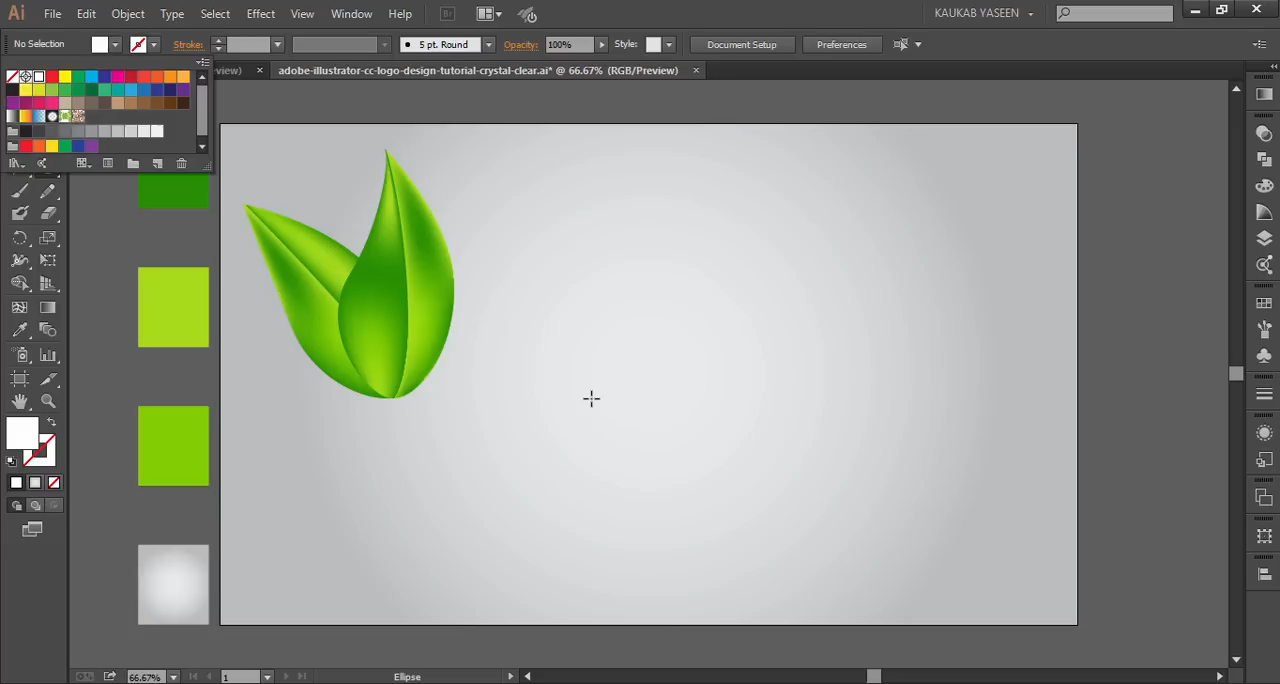 Ai File Edit Object Type Select Effect View Window Help Br KAUKAB YASEEN
No Selection Stroke: 5 pt. Round Opacity: 100% Style: Document Setup Preferences
view) × adobe-illustrator-cc-logo-design-tutorial-crystal-clear.ai* @ 66.67% (RGB/Preview) ×
66.67% 1 Ellipse